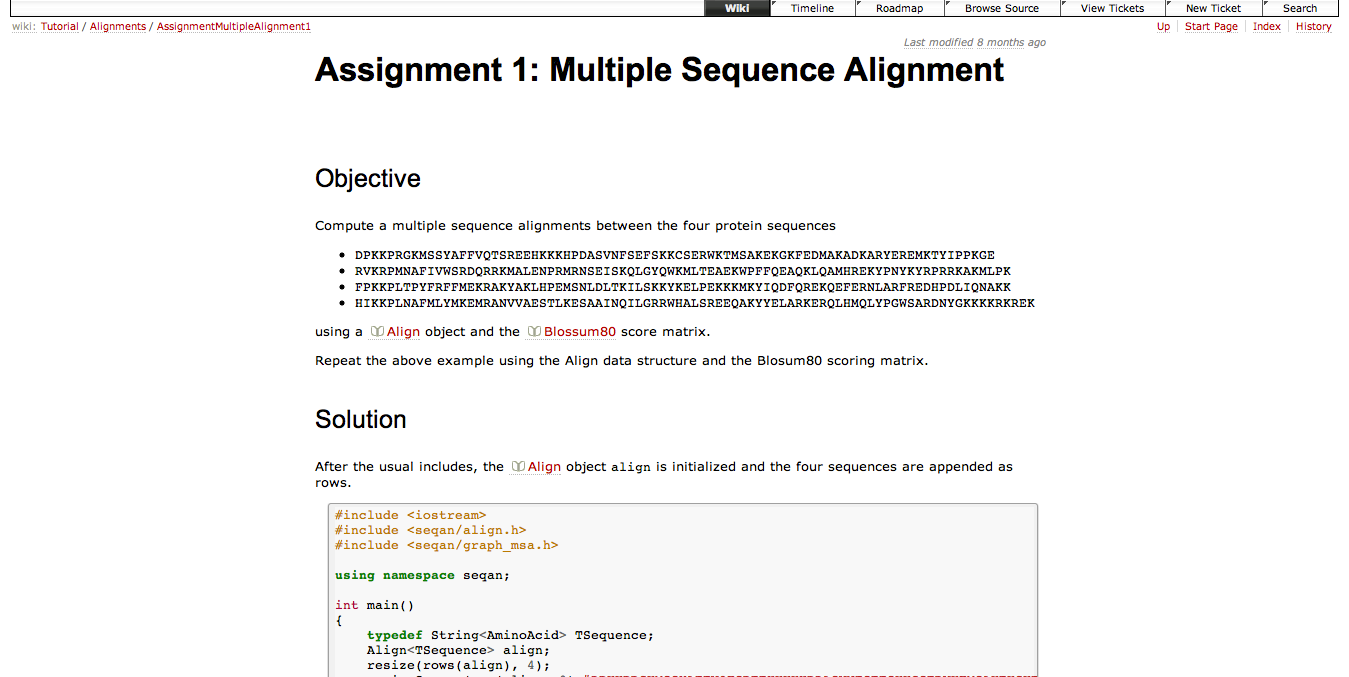 Wiki Timeline Roadmap Browse Source View Tickets New Ticket Search
wiki: Tutorial / Alignments / AssignmentMultipleAlignment1 Up Start Page Index History
Last modified 8 months ago
Assignment 1: Multiple Sequence Alignment
Objective
Compute a multiple sequence alignments between the four protein sequences
• DPKKPRGKMSSYAFFVQTSREEHKKKHPDASVNFSEFSKKCSERWKTMSAKEKGKFEDMAKADKARYEREMKTYIPPKGE
• RVKRPMNAFIVWSRDQRRKMALENPRMRNSEISKQLGYQWKMLTEAEKWPFFQEAQKLQAMHREKYPNYKYRPRRKAKMLPK
• FPKKPLTPYFRFFMEKRAKYAKLHPEMSNLDLTKILSKKYKELPEKKKMKYIQDFQREKQEFERNLARFREDHPDLIQNAKK
• HIKKPLNAFMLYMKEMRANVVAESTLKESAAINQILGRRWHALSREEQAKYYELARKERQLHMQLYPGWSARDNYGKKKKRKREK
using a Align object and the Blossum80 score matrix.
Repeat the above example using the Align data structure and the Blosum80 scoring matrix.
Solution
After the usual includes, the Align object align is initialized and the four sequences are appended as
rows.
#include <iostream>
#include <seqan/align.h>
#include <seqan/graph_msa.h>
using namespace seqan;
int main()
{
typedef String<AminoAcid> TSequence;
Align<TSequence> align;
resize(rows(align), 4);